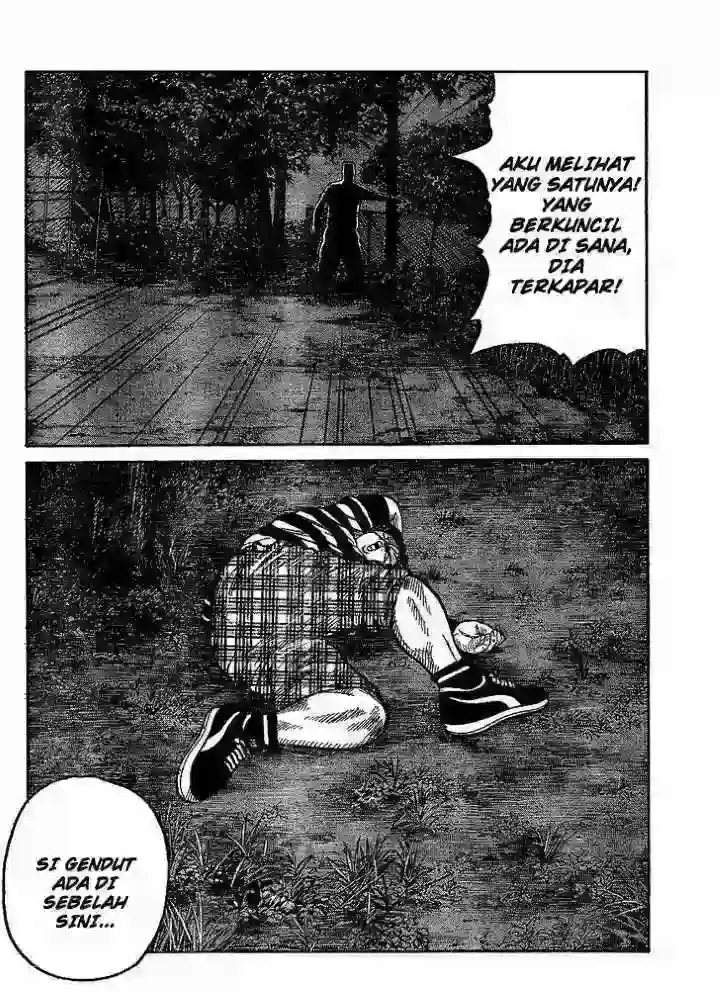 AKU MELIHAT
YANG SATUNYA!
YANG
BERKUNCIL
ADA DI SANA,
DIA
TERKAPAR!
SI GENDUT
ADA DI
SEBELAH
SINI...